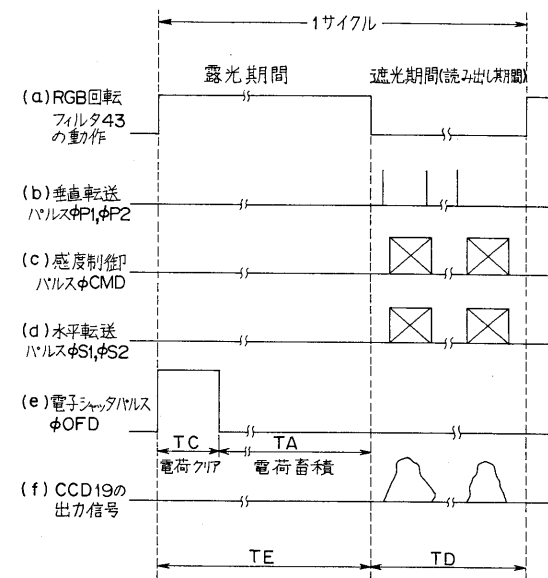 1サイクル
露光期間
遮光期間(読み出し期間)
(a)RGB回転
フィルタ43
の動作
(b)垂直転送
パルスφP1,φP2
(c)感度制御
パルスφCMD
(d)水平転送
パルスφS1,φS2
(e)電子シャッタパルス
φOFD
TC
TA
電荷クリア
電荷畜積
(f)CCD19の
出力信号
TE
TD